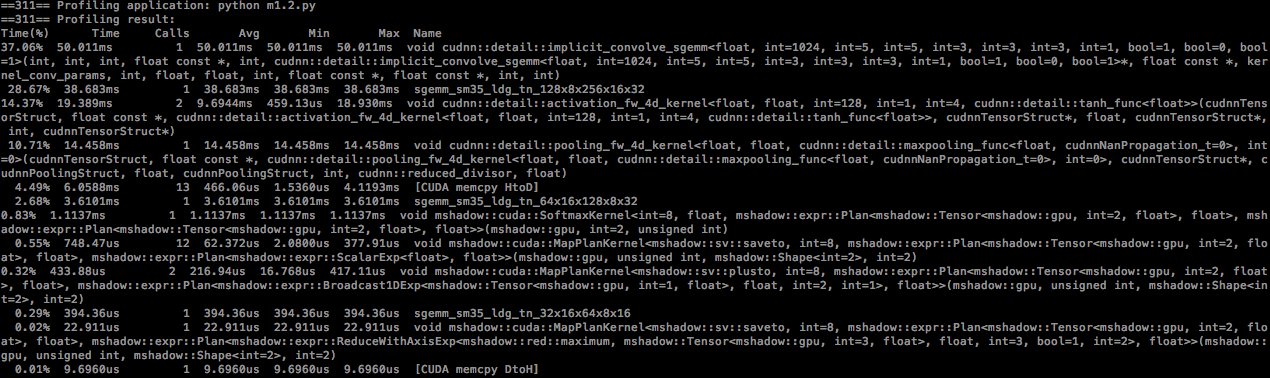 ==311== Profiling application: python m1.2.py
==311== Profiling result:
Time(%)      Time     Calls       Avg       Min       Max  Name
37.06%  50.011ms         1  50.011ms  50.011ms  50.011ms  void cudnn::detail::implicit_convolve_sgemm<float, int=1024, int=5, int=5, int=3, int=3, int=3, int=1, bool=1, bool=0, bool
=1>(int, int, int, float const *, int, cudnn::detail::implicit_convolve_sgemm<float, int=1024, int=5, int=5, int=3, int=3, int=3, int=1, bool=1, bool=0, bool=1>*, float const *, ker
nel_conv_params, int, float, float, int, float const *, float const *, int, int)
 28.67%  38.683ms         1  38.683ms  38.683ms  38.683ms  sgemm_sm35_ldg_tn_128x8x256x16x32
14.37%  19.389ms         2  9.6944ms  459.13us  18.930ms  void cudnn::detail::activation_fw_4d_kernel<float, float, int=128, int=1, int=4, cudnn::detail::tanh_func<float>>(cudnnTens
orStruct, float const *, cudnn::detail::activation_fw_4d_kernel<float, float, int=128, int=1, int=4, cudnn::detail::tanh_func<float>>, cudnnTensorStruct*, float, cudnnTensorStruct*,
 int, cudnnTensorStruct*)
 10.71%  14.458ms         1  14.458ms  14.458ms  14.458ms  void cudnn::detail::pooling_fw_4d_kernel<float, float, cudnn::detail::maxpooling_func<float, cudnnNanPropagation_t=0>, int
=0>(cudnnTensorStruct, float const *, cudnn::detail::pooling_fw_4d_kernel<float, float, cudnn::detail::maxpooling_func<float, cudnnNanPropagation_t=0>, int=0>, cudnnTensorStruct*, c
udnnPoolingStruct, float, cudnnPoolingStruct, int, cudnn::reduced_divisor, float)
  4.49%  6.0588ms        13  466.06us  1.5360us  4.1193ms  [CUDA memcpy HtoD]
  2.68%  3.6101ms         1  3.6101ms  3.6101ms  3.6101ms  sgemm_sm35_ldg_tn_64x16x128x8x32
0.83%  1.1137ms         1  1.1137ms  1.1137ms  1.1137ms  void mshadow::cuda::SoftmaxKernel<int=8, float, mshadow::expr::Plan<mshadow::Tensor<mshadow::gpu, int=2, float>, float>, msh
adow::expr::Plan<mshadow::Tensor<mshadow::gpu, int=2, float>, float>>(mshadow::gpu, int=2, unsigned int)
  0.55%  748.47us        12  62.372us  2.0800us  377.91us  void mshadow::cuda::MapPlanKernel<mshadow::sv::saveto, int=8, mshadow::expr::Plan<mshadow::Tensor<mshadow::gpu, int=2, flo
at>, float>, mshadow::expr::Plan<mshadow::expr::ScalarExp<float>, float>>(mshadow::gpu, unsigned int, mshadow::Shape<int=2>, int=2)
0.32%  433.88us         2  216.94us  16.768us  417.11us  void mshadow::cuda::MapPlanKernel<mshadow::sv::plusto, int=8, mshadow::expr::Plan<mshadow::Tensor<mshadow::gpu, int=2, float
>, float>, mshadow::expr::Plan<mshadow::expr::Broadcast1DExp<mshadow::Tensor<mshadow::gpu, int=1, float>, float, int=2, int=1>, float>>(mshadow::gpu, unsigned int, mshadow::Shape<in
t=2>, int=2)
  0.29%  394.36us         1  394.36us  394.36us  394.36us  sgemm_sm35_ldg_tn_32x16x64x8x16
  0.02%  22.911us         1  22.911us  22.911us  22.911us  void mshadow::cuda::MapPlanKernel<mshadow::sv::saveto, int=8, mshadow::expr::Plan<mshadow::Tensor<mshadow::gpu, int=2, flo
at>, float>, mshadow::expr::Plan<mshadow::expr::ReduceWithAxisExp<mshadow::red::maximum, mshadow::Tensor<mshadow::gpu, int=3, float>, float, int=3, bool=1, int=2>, float>>(mshadow::
gpu, unsigned int, mshadow::Shape<int=2>, int=2)
  0.01%  9.6960us         1  9.6960us  9.6960us  9.6960us  [CUDA memcpy DtoH]